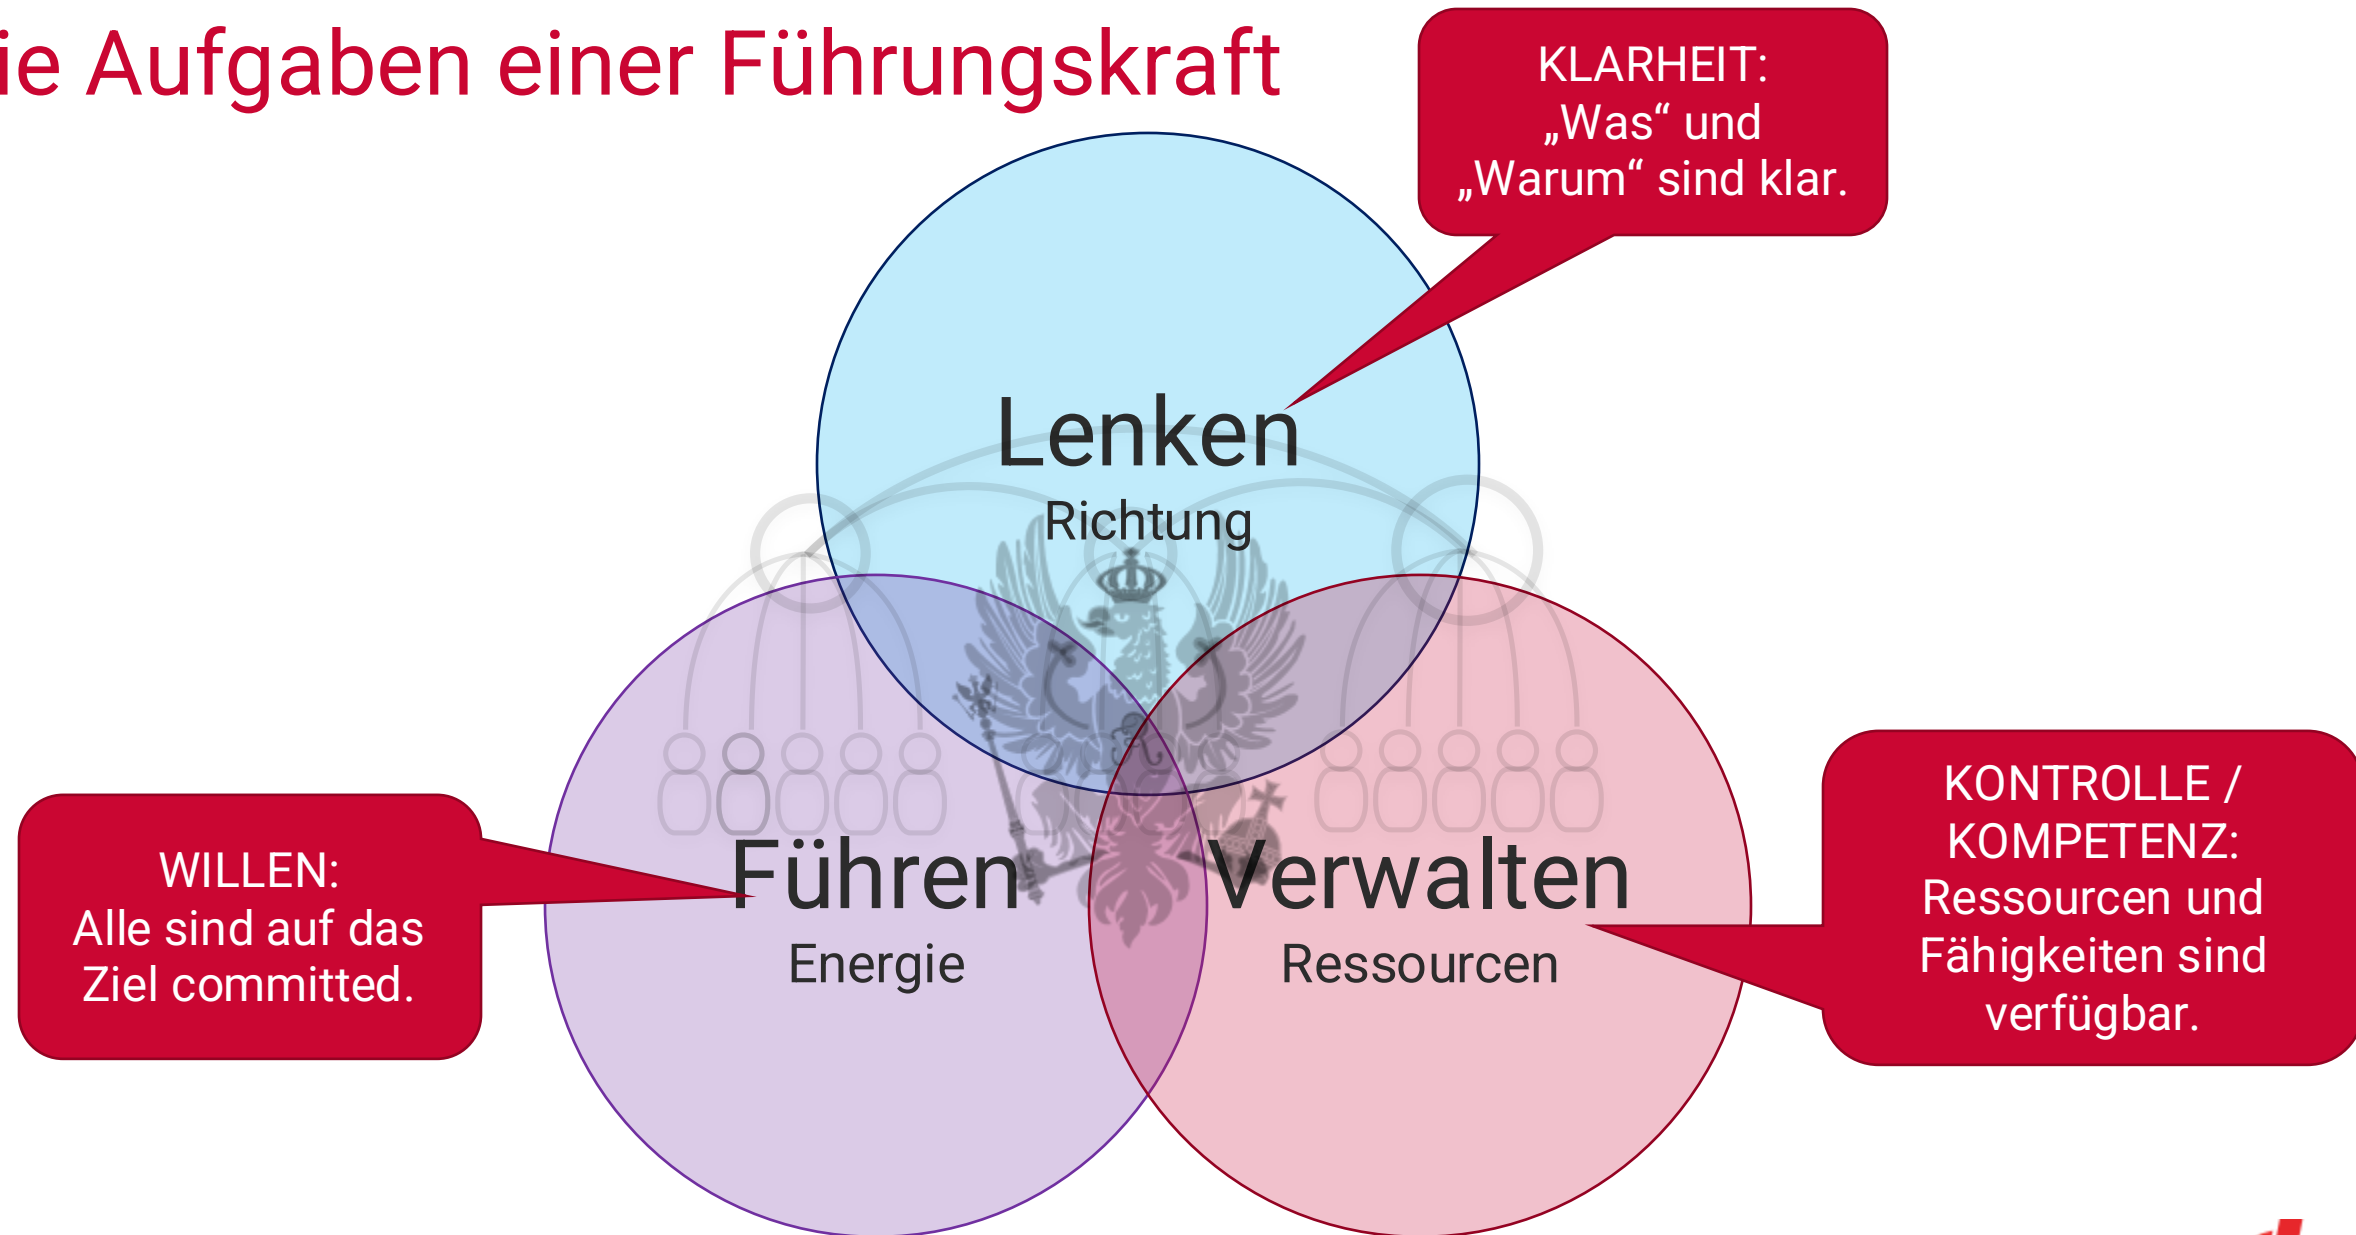 ie Aufgaben einer Führungskraft
KLARHEIT:
„Was“ und
„Warum“ sind klar.
Lenken
Richtung
WILLEN:
Alle sind auf das
Ziel committed.
Führen
Energie
Verwalten
Ressourcen
KONTROLLE /
KOMPETENZ:
Ressourcen und
Fähigkeiten sind
verfügbar.